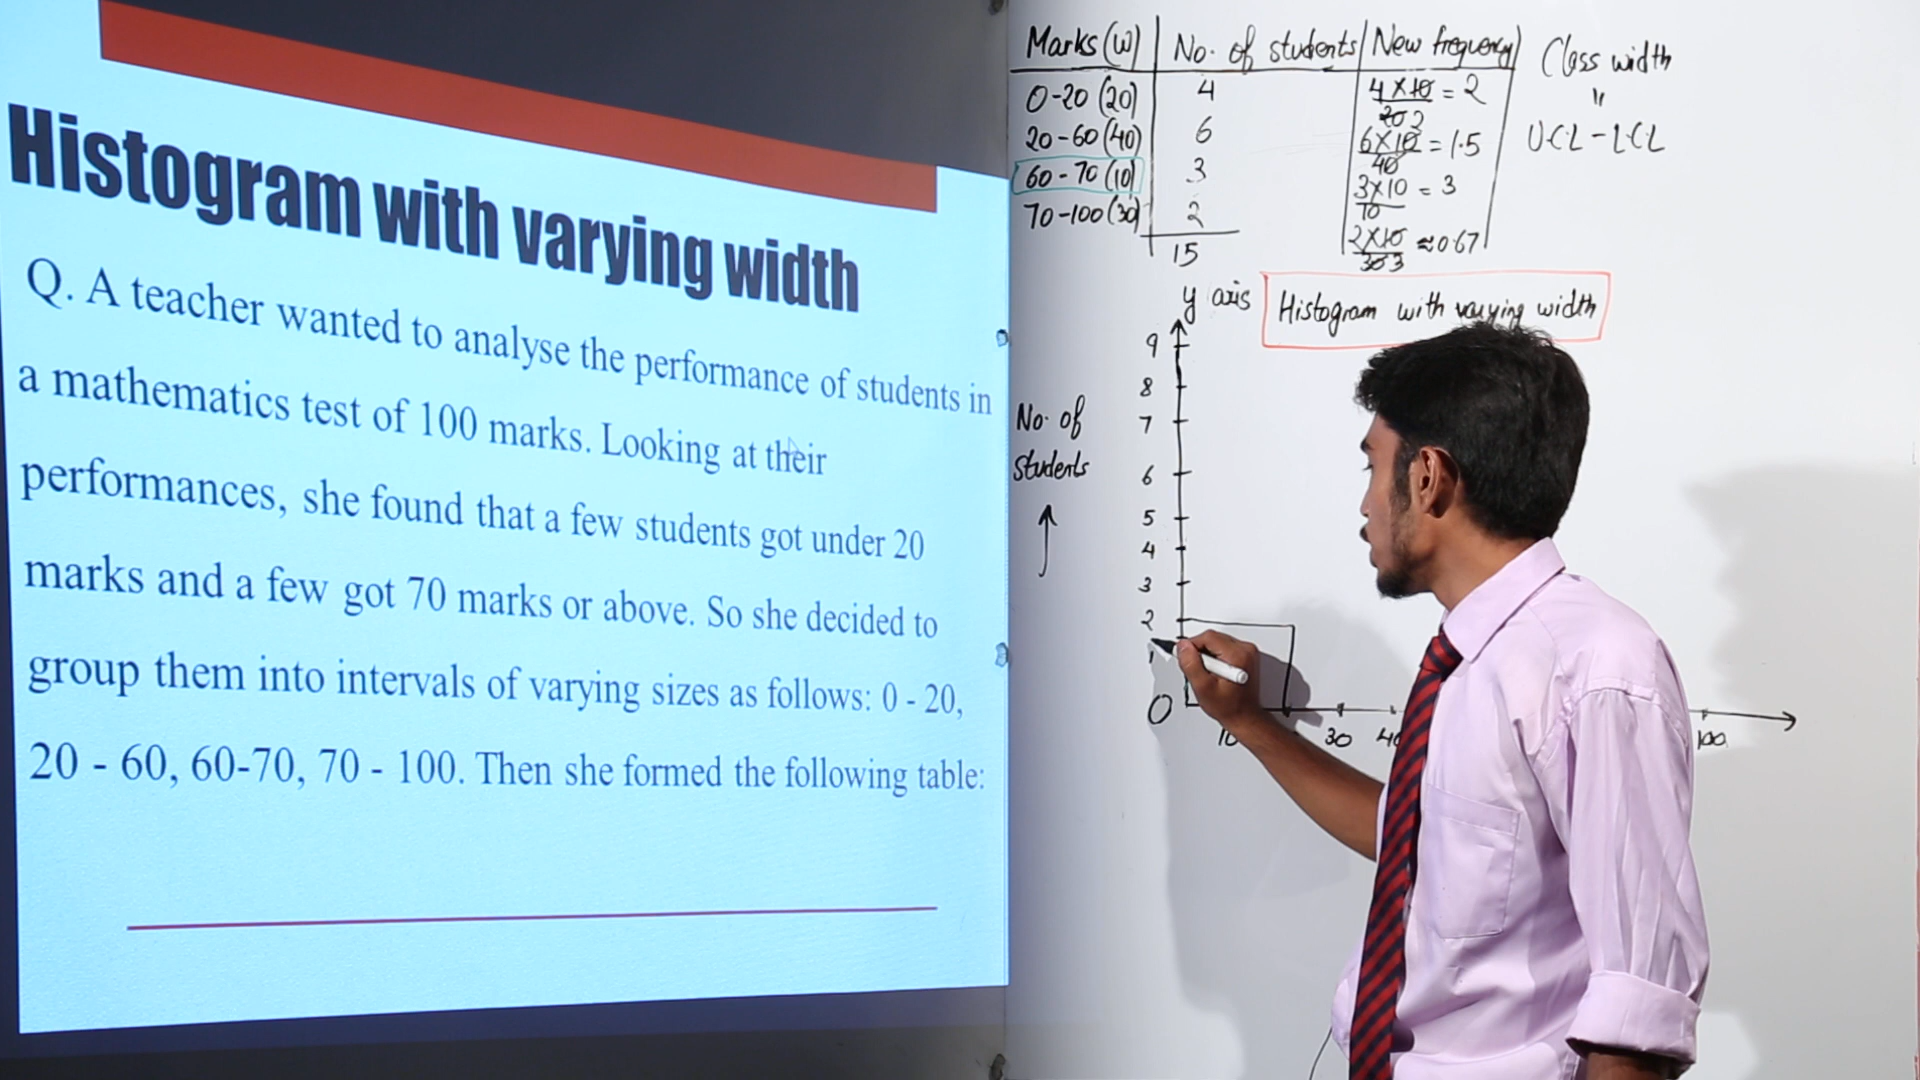 Histogram with varying width
Q. A teacher wanted to analyse the performance of students in
a mathematics test of 100 marks. Looking at their
performances, she found that a few students got under 20
marks and a few got 70 marks or above. So she decided to
group them into intervals of varying sizes as follows: 0 - 20,
20 - 60, 60-70, 70 - 100. Then she formed the following table:
Marks (w) No. of students New frequency
0-20 (20) 4 4×10/20 2 = 2
20-60 (40) 6 6×10/40 = 1.5
60-70 (10) 3 3×10/10 = 3
70-100 (30) 2 2×10/30 3 ≈ 0.67
15
Class width
"
U.C.L - L.C.L
y axis
Histogram with varying width
No. of
students
9
8
7
6
5
4
3
2
1
0
10 30 100